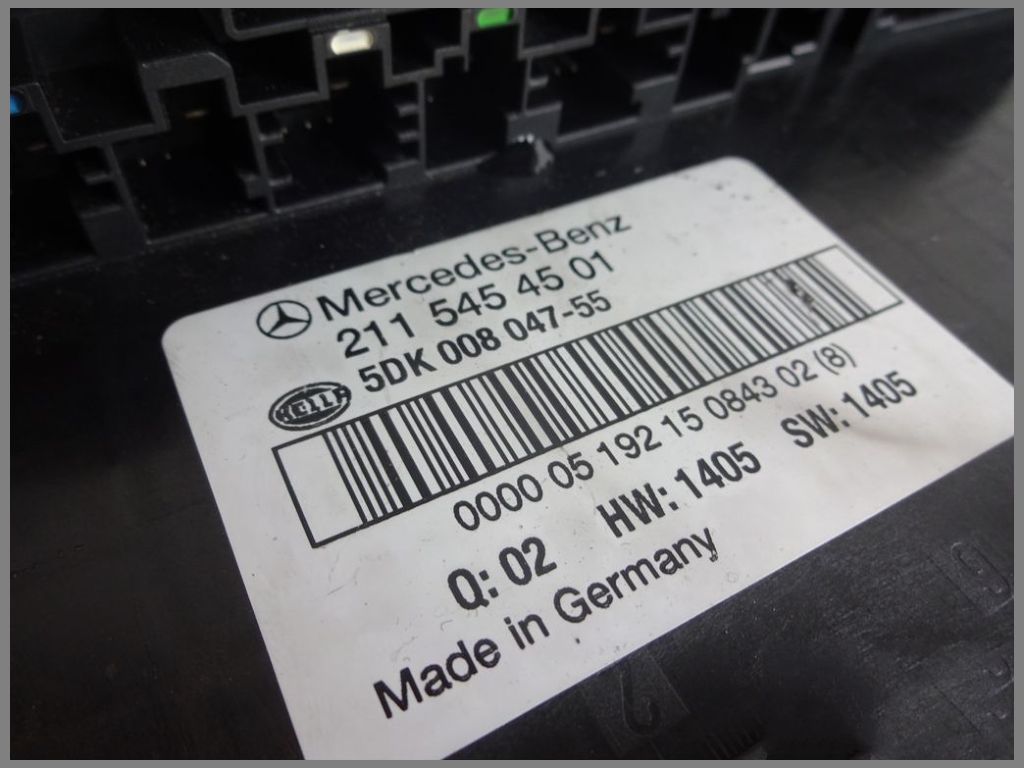 Mercedes-Benz
211 545 45 01
5DK 008 047-55
HELLA
0000 05 192 15 0843 02 (8)
Q: 02 HW: 1405 SW: 1405
Made in Germany
2